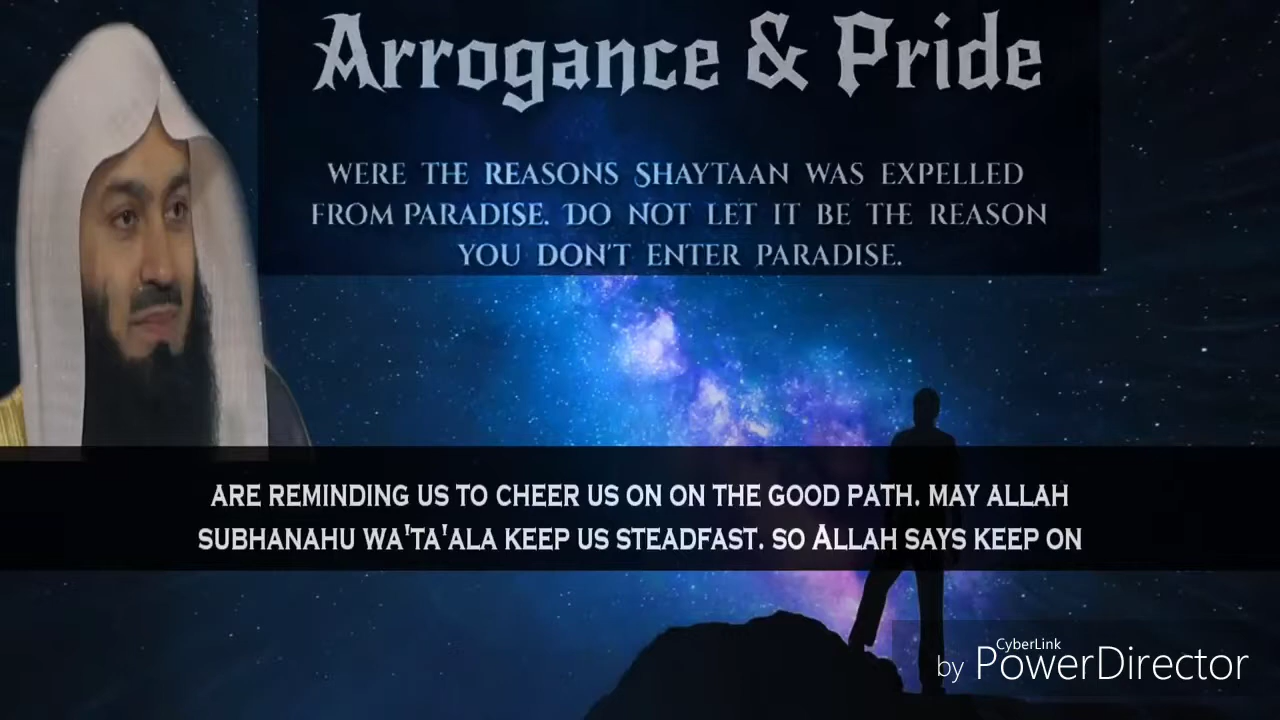 Arrogance & Pride
WERE THE REASONS SHAYTAAN WAS EXPELLED
FROM PARADISE. DO NOT LET IT BE THE REASON
YOU DON'T ENTER PARADISE.
ARE REMINDING US TO CHEER US ON ON THE GOOD PATH. MAY ALLAH
SUBHANAHU WA'TA'ALA KEEP US STEADFAST. SO ALLAH SAYS KEEP ON
CyberLink
by PowerDirector